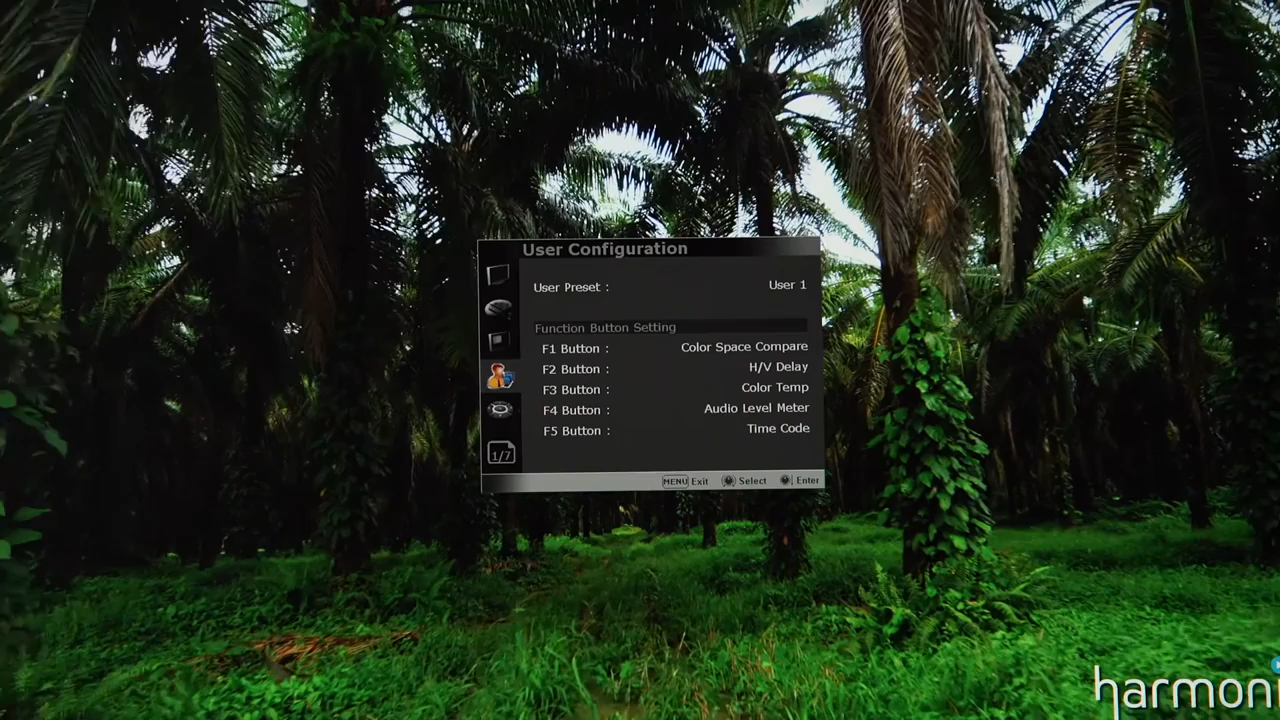 User Configuration
User Preset : User 1
Function Button Setting
F1 Button : Color Space Compare
F2 Button : H/V Delay
F3 Button : Color Temp
F4 Button : Audio Level Meter
F5 Button : Time Code
1/7
MENU Exit Select Enter
harmoni